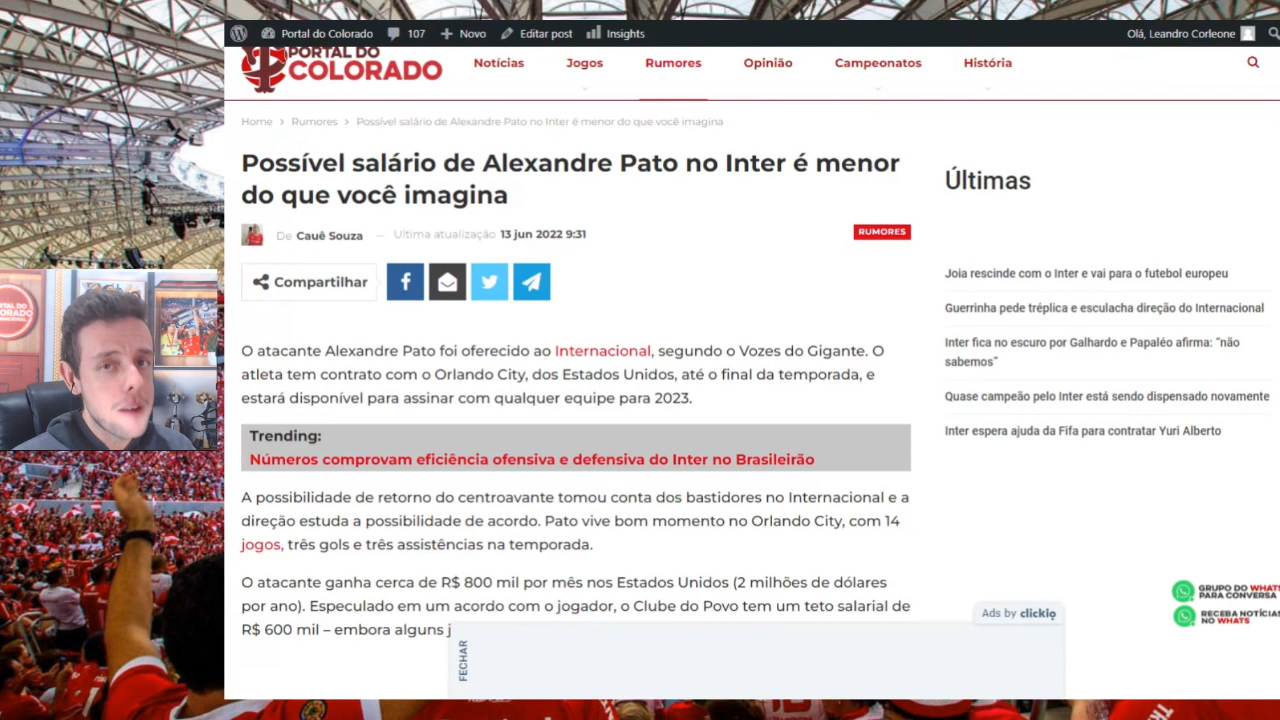 Portal do Colorado 107 Novo Editar post Insights Olá, Leandro Corleone
PORTAL DO
COLORADO
Notícias Jogos Rumores Opinião Campeonatos História
Home > Rumores > Possível salário de Alexandre Pato no Inter é menor do que você imagina
Possível salário de Alexandre Pato no Inter é menor
do que você imagina
De Cauê Souza — Ultima atualização 13 jun 2022 9:31
RUMORES
Compartilhar
O atacante Alexandre Pato foi oferecido ao Internacional, segundo o Vozes do Gigante. O
atleta tem contrato com o Orlando City, dos Estados Unidos, até o final da temporada, e
estará disponível para assinar com qualquer equipe para 2023.
Trending:
Números comprovam eficiência ofensiva e defensiva do Inter no Brasileirão
A possibilidade de retorno do centroavante tomou conta dos bastidores no Internacional e a
direção estuda a possibilidade de acordo. Pato vive bom momento no Orlando City, com 14
jogos, três gols e três assistências na temporada.
O atacante ganha cerca de R$ 800 mil por mês nos Estados Unidos (2 milhões de dólares
por ano). Especulado em um acordo com o jogador, o Clube do Povo tem um teto salarial de
R$ 600 mil – embora alguns j
Últimas
Joia rescinde com o Inter e vai para o futebol europeu
Guerrinha pede tréplica e esculacha direção do Internacional
Inter fica no escuro por Galhardo e Papaléo afirma: “não
sabemos”
Quase campeão pelo Inter está sendo dispensado novamente
Inter espera ajuda da Fifa para contratar Yuri Alberto
GRUPO DO WHATS
PARA CONVERSA
RECEBA NOTÍCIAS
NO WHATS
Ads by clickio
FECHAR